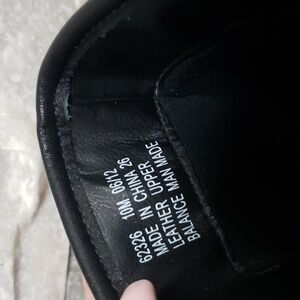 62326 10M 06/12
MADE IN CHINA 26
LEATHER UPPER
BALANCE MAN MADE